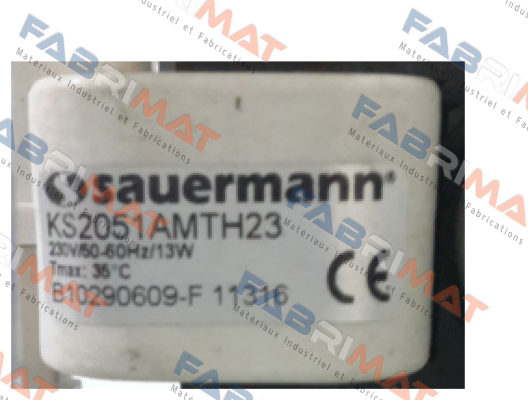 sauermann®
KS2051AMTH23
230V/50-60Hz/13W
Tmax: 35°C
B10290609-F 11316
CE
FABRIMAT
Materiaux Industriel et Fabrications